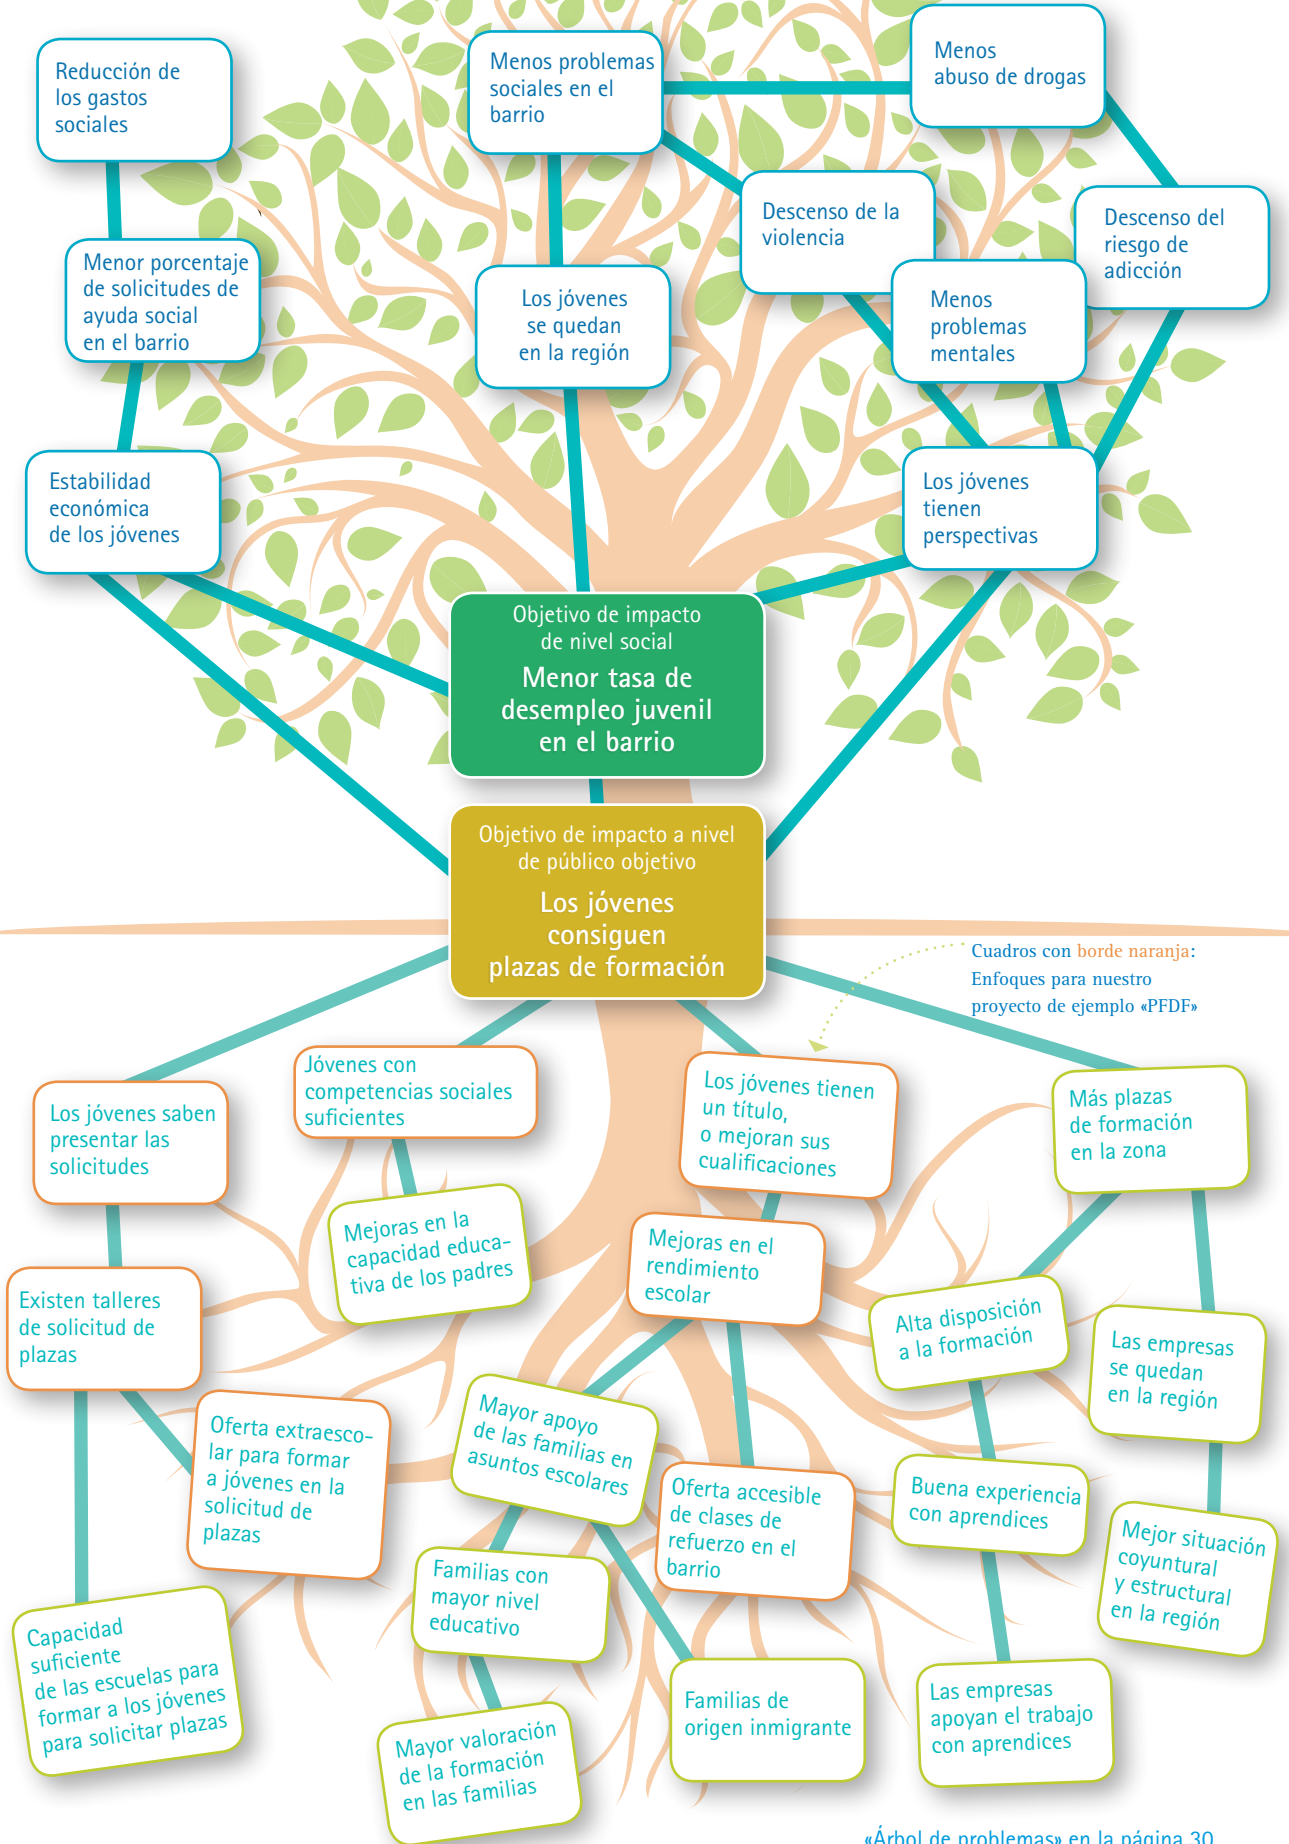 Reducción de
los gastos
sociales
Menos problemas
sociales en el
barrio
Menos
abuso de drogas
Descenso de la
violencia
Descenso del
riesgo de
adicción
Menor porcentaje
de solicitudes de
ayuda social
en el barrio
Los jóvenes
se quedan
en la región
Menos
problemas
mentales
Estabilidad
económica
de los jóvenes
Los jóvenes
tienen
perspectivas
Objetivo de impacto
de nivel social
Menor tasa de
desempleo juvenil
en el barrio
Objetivo de impacto a nivel
de público objetivo
Los jóvenes
consiguen
plazas de formación
Cuadros con borde naranja:
Enfoques para nuestro
proyecto de ejemplo «PFDF»
Los jóvenes saben
presentar las
solicitudes
Jóvenes con
competencias sociales
suficientes
Los jóvenes tienen
un título,
o mejoran sus
cualificaciones
Más plazas
de formación
en la zona
Mejoras en la
capacidad educa-
tiva de los padres
Mejoras en el
rendimiento
escolar
Existen talleres
de solicitud de
plazas
Alta disposición
a la formación
Las empresas
se quedan
en la región
Oferta extraesco-
lar para formar
a jóvenes en la
solicitud de
plazas
Mayor apoyo
de las familias en
asuntos escolares
Oferta accesible
de clases de
refuerzo en el
barrio
Buena experiencia
con aprendices
Mejor situación
coyuntural
y estructural
en la región
Familias con
mayor nivel
educativo
Capacidad
suficiente
de las escuelas para
formar a los jóvenes
para solicitar plazas
Familias de
origen inmigrante
Las empresas
apoyan el trabajo
con aprendices
Mayor valoración
de la formación
en las familias
«Árbol de problemas» en la página 30